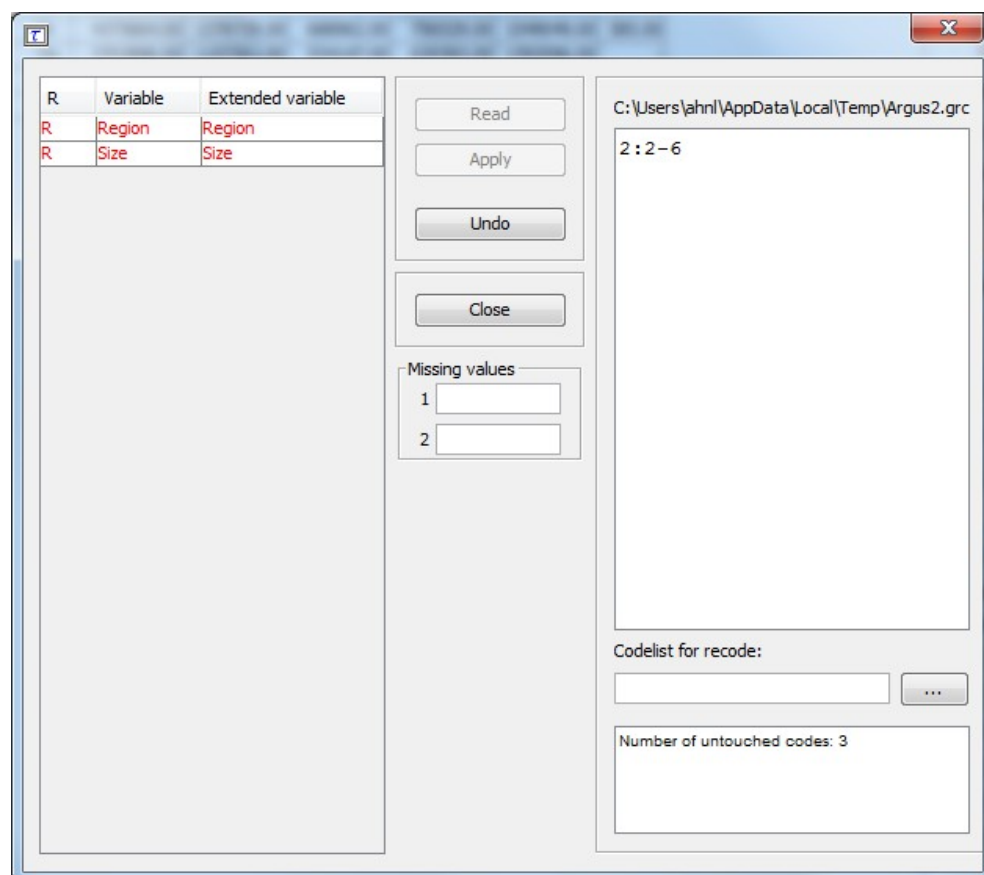 τ
X
R Variable Extended variable
R Region Region
R Size Size
Read
Apply
Undo
Close
Missing values
1
2
C:\Users\ahnl\AppData\Local\Temp\Argus2.grc
2:2-6
Codelist for recode:
...
Number of untouched codes: 3